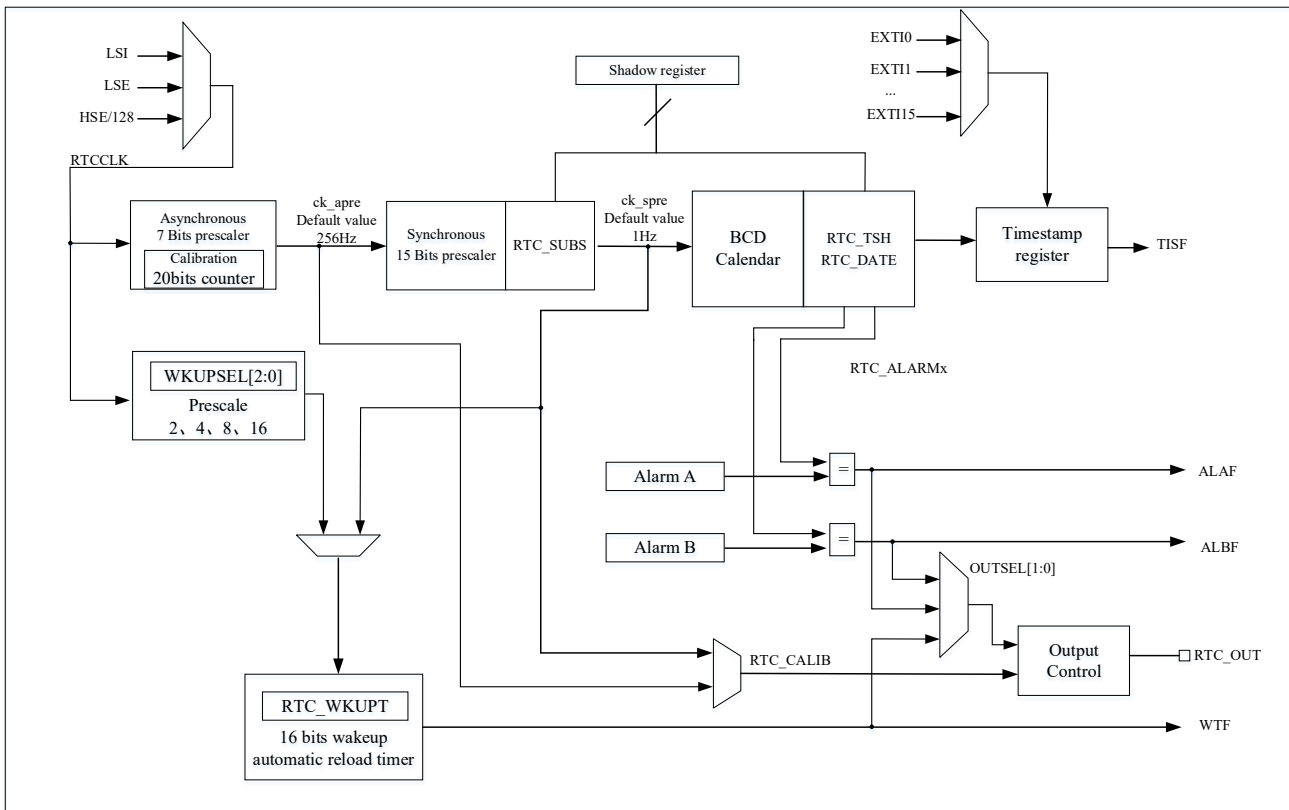 LSI
LSE
HSE/128
RTCCLK
Shadow register
EXTI0
EXTI1
...
EXTI15
Asynchronous
7 Bits prescaler
Calibration
20bits counter
ck_apre
Default value
256Hz
Synchronous
15 Bits prescaler
RTC_SUBS
ck_spre
Default value
1Hz
BCD
Calendar
RTC_TSH
RTC_DATE
Timestamp
register
TISF
WKUPSEL[2:0]
Prescale
2、4、8、16
RTC_ALARMx
Alarm A
=
ALAF
Alarm B
=
ALBF
OUTSEL[1:0]
RTC_CALIB
Output
Control
RTC_OUT
RTC_WKUPT
16 bits wakeup
automatic reload timer
WTF